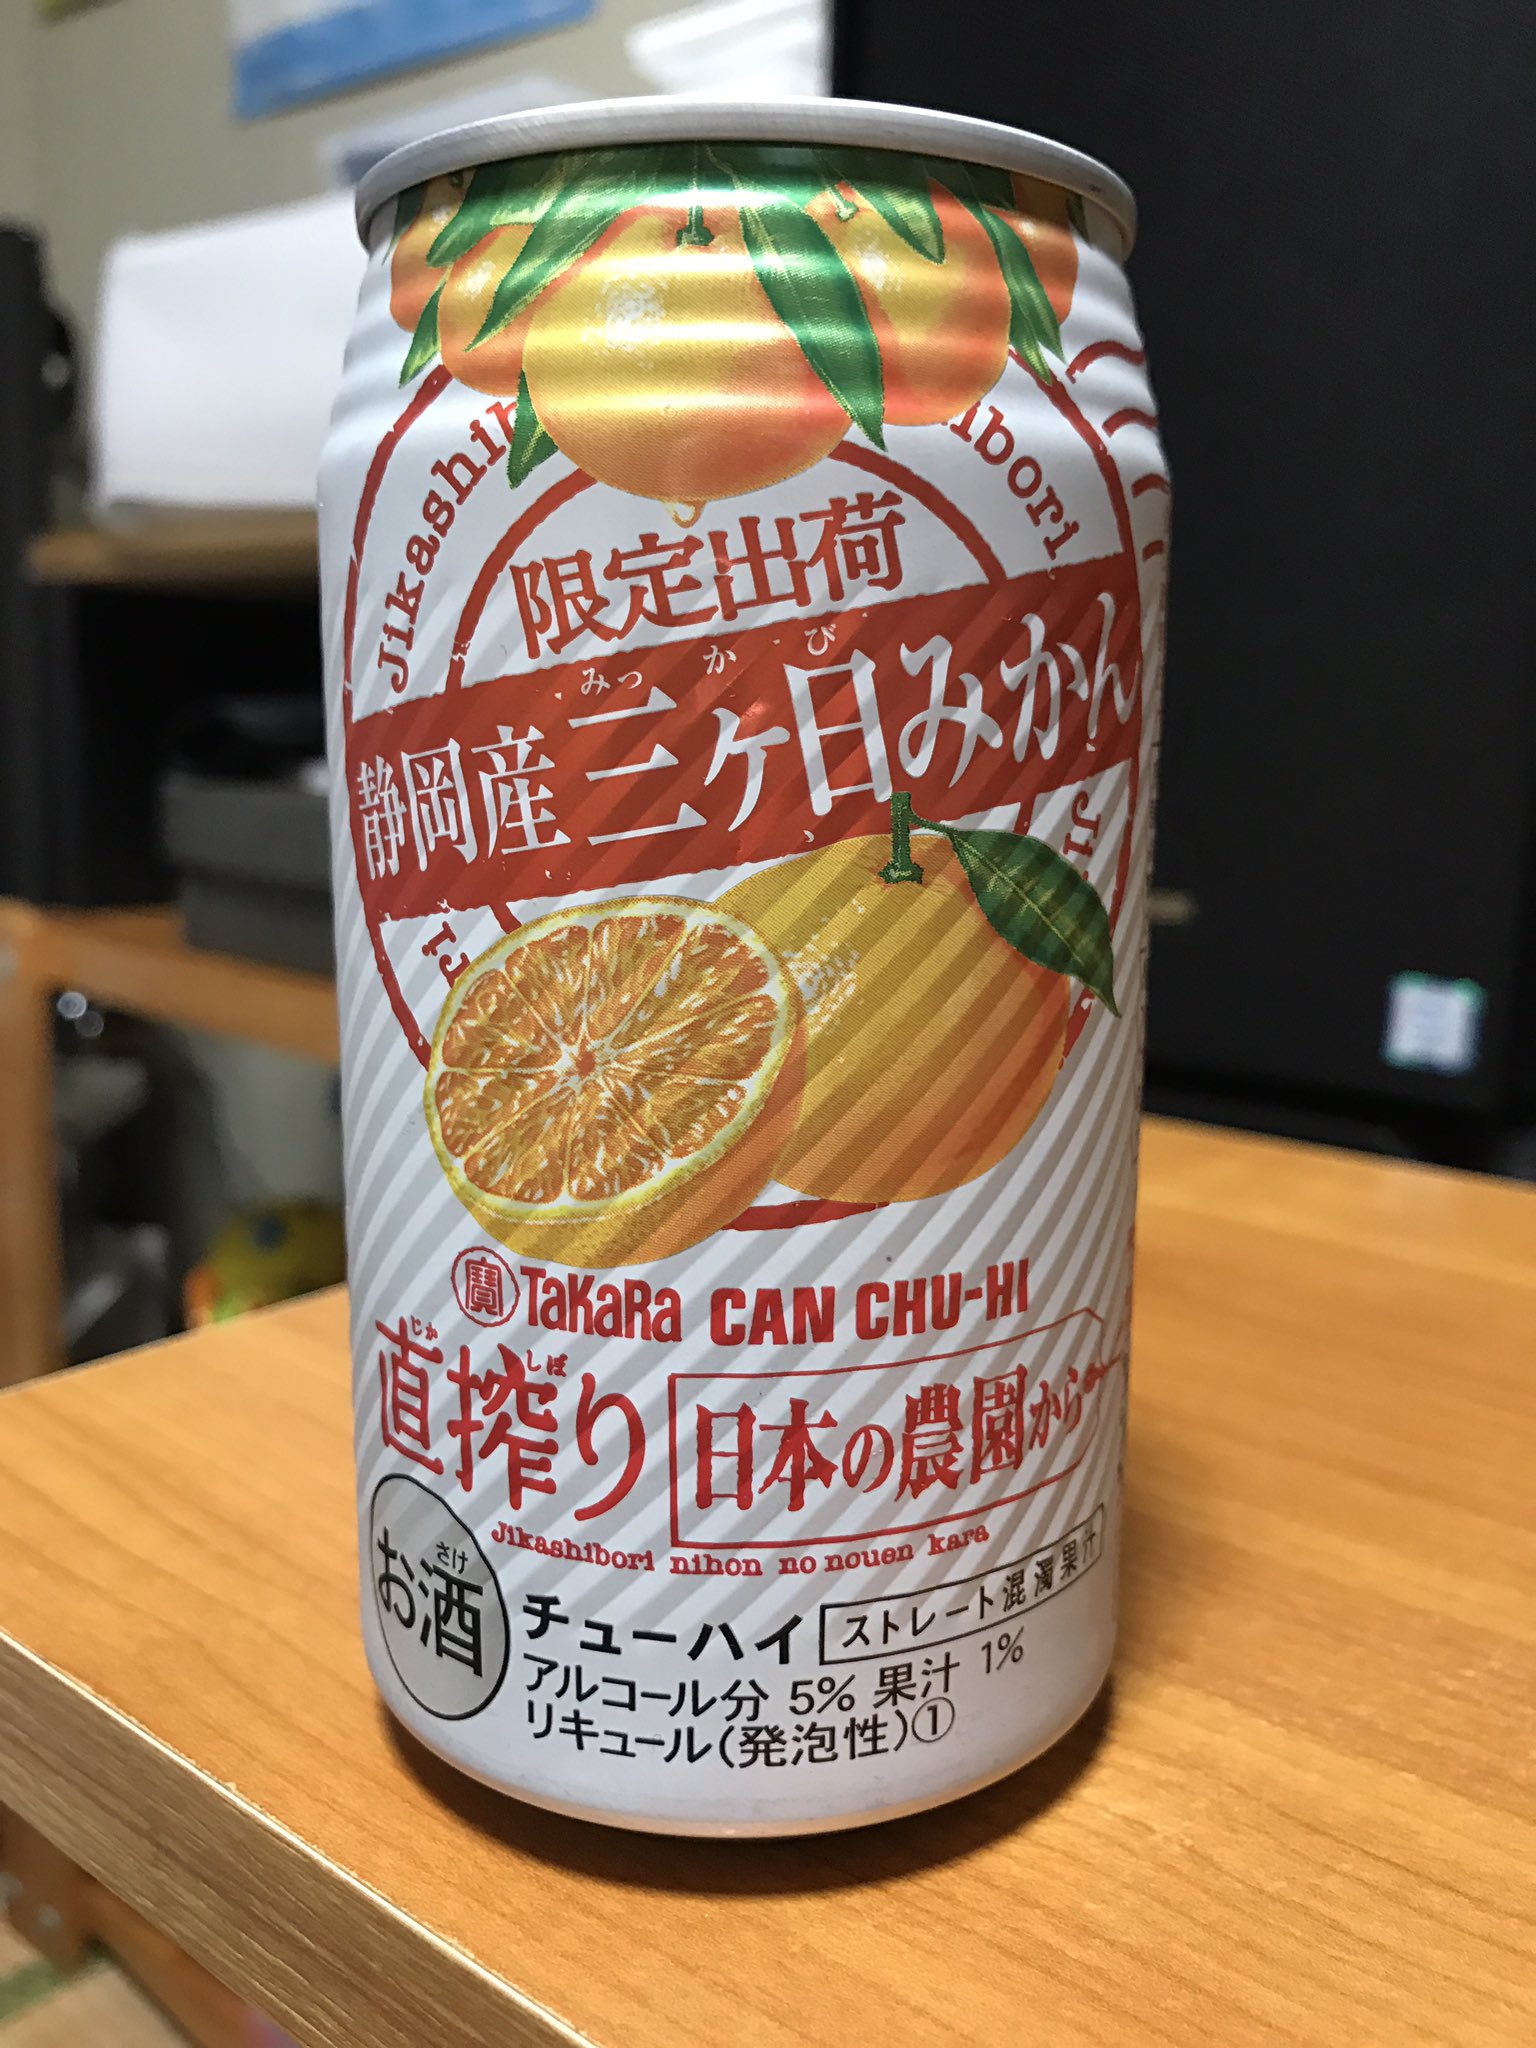 Jikashibori
限定出荷
みっかび
静岡産三ヶ日みかん
寶 TaKaRa CAN CHU-HI
じか しぼ
直搾り 日本の農園から
Jikashibori nihon no nouen kara
さけ
お酒
チューハイ ストレート混濁果汁
アルコール分 5% 果汁 1%
リキュール(発泡性)①